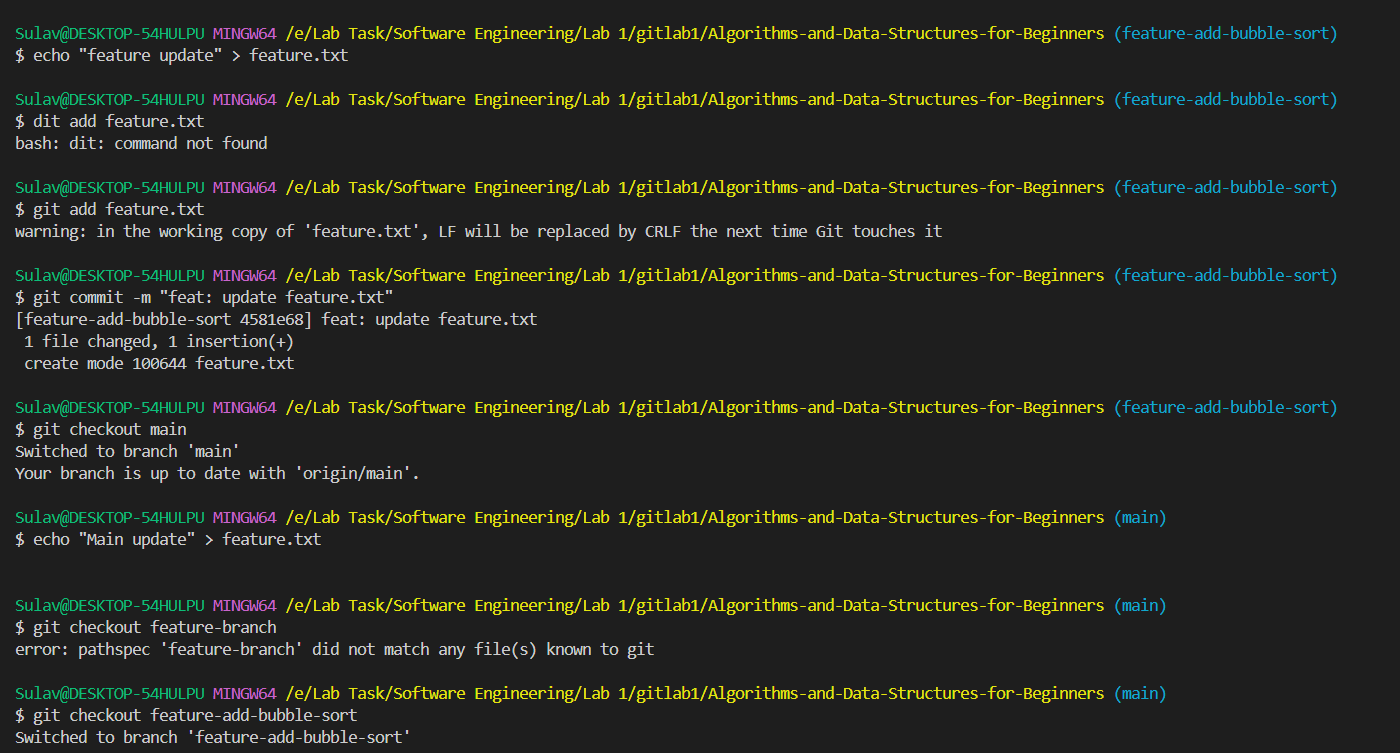 Sulav@DESKTOP-54HULPU MINGW64 /e/Lab Task/Software Engineering/Lab 1/gitlab1/Algorithms-and-Data-Structures-for-Beginners (feature-add-bubble-sort)
$ echo "feature update" > feature.txt
Sulav@DESKTOP-54HULPU MINGW64 /e/Lab Task/Software Engineering/Lab 1/gitlab1/Algorithms-and-Data-Structures-for-Beginners (feature-add-bubble-sort)
$ dit add feature.txt
bash: dit: command not found
Sulav@DESKTOP-54HULPU MINGW64 /e/Lab Task/Software Engineering/Lab 1/gitlab1/Algorithms-and-Data-Structures-for-Beginners (feature-add-bubble-sort)
$ git add feature.txt
warning: in the working copy of 'feature.txt', LF will be replaced by CRLF the next time Git touches it
Sulav@DESKTOP-54HULPU MINGW64 /e/Lab Task/Software Engineering/Lab 1/gitlab1/Algorithms-and-Data-Structures-for-Beginners (feature-add-bubble-sort)
$ git commit -m "feat: update feature.txt"
[feature-add-bubble-sort 4581e68] feat: update feature.txt
 1 file changed, 1 insertion(+)
 create mode 100644 feature.txt
Sulav@DESKTOP-54HULPU MINGW64 /e/Lab Task/Software Engineering/Lab 1/gitlab1/Algorithms-and-Data-Structures-for-Beginners (feature-add-bubble-sort)
$ git checkout main
Switched to branch 'main'
Your branch is up to date with 'origin/main'.
Sulav@DESKTOP-54HULPU MINGW64 /e/Lab Task/Software Engineering/Lab 1/gitlab1/Algorithms-and-Data-Structures-for-Beginners (main)
$ echo "Main update" > feature.txt
Sulav@DESKTOP-54HULPU MINGW64 /e/Lab Task/Software Engineering/Lab 1/gitlab1/Algorithms-and-Data-Structures-for-Beginners (main)
$ git checkout feature-branch
error: pathspec 'feature-branch' did not match any file(s) known to git
Sulav@DESKTOP-54HULPU MINGW64 /e/Lab Task/Software Engineering/Lab 1/gitlab1/Algorithms-and-Data-Structures-for-Beginners (main)
$ git checkout feature-add-bubble-sort
Switched to branch 'feature-add-bubble-sort'